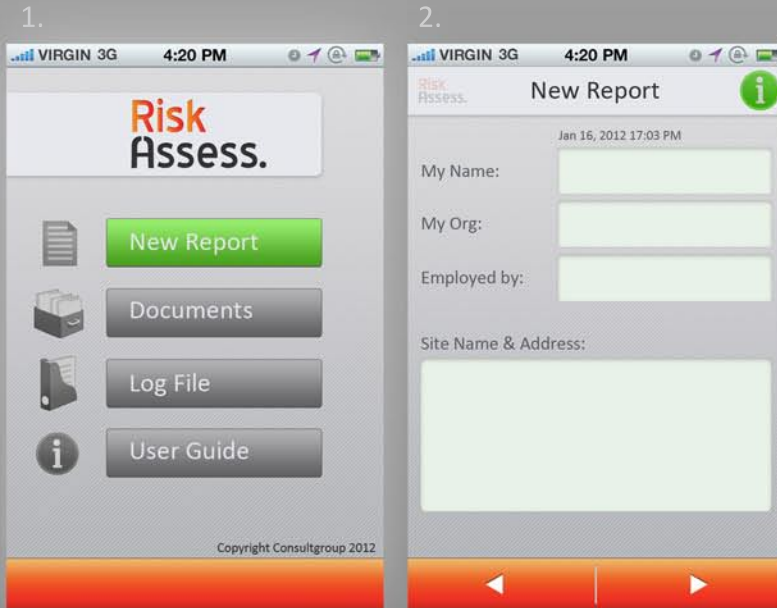 1.
VIRGIN 3G 4:20 PM
Risk
Assess.
New Report
Documents
Log File
User Guide
Copyright Consultgroup 2012
2.
VIRGIN 3G 4:20 PM
Risk
Assess.
New Report
Jan 16, 2012 17:03 PM
My Name:
My Org:
Employed by:
Site Name & Address: